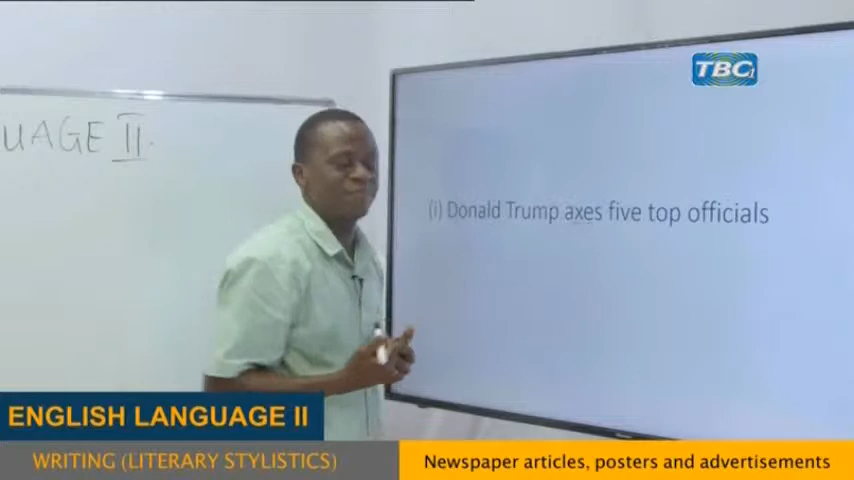 TBC1
UAGE II.
(i) Donald Trump axes five top officials
ENGLISH LANGUAGE II
WRITING (LITERARY STYLISTICS)
Newspaper articles, posters and advertisements